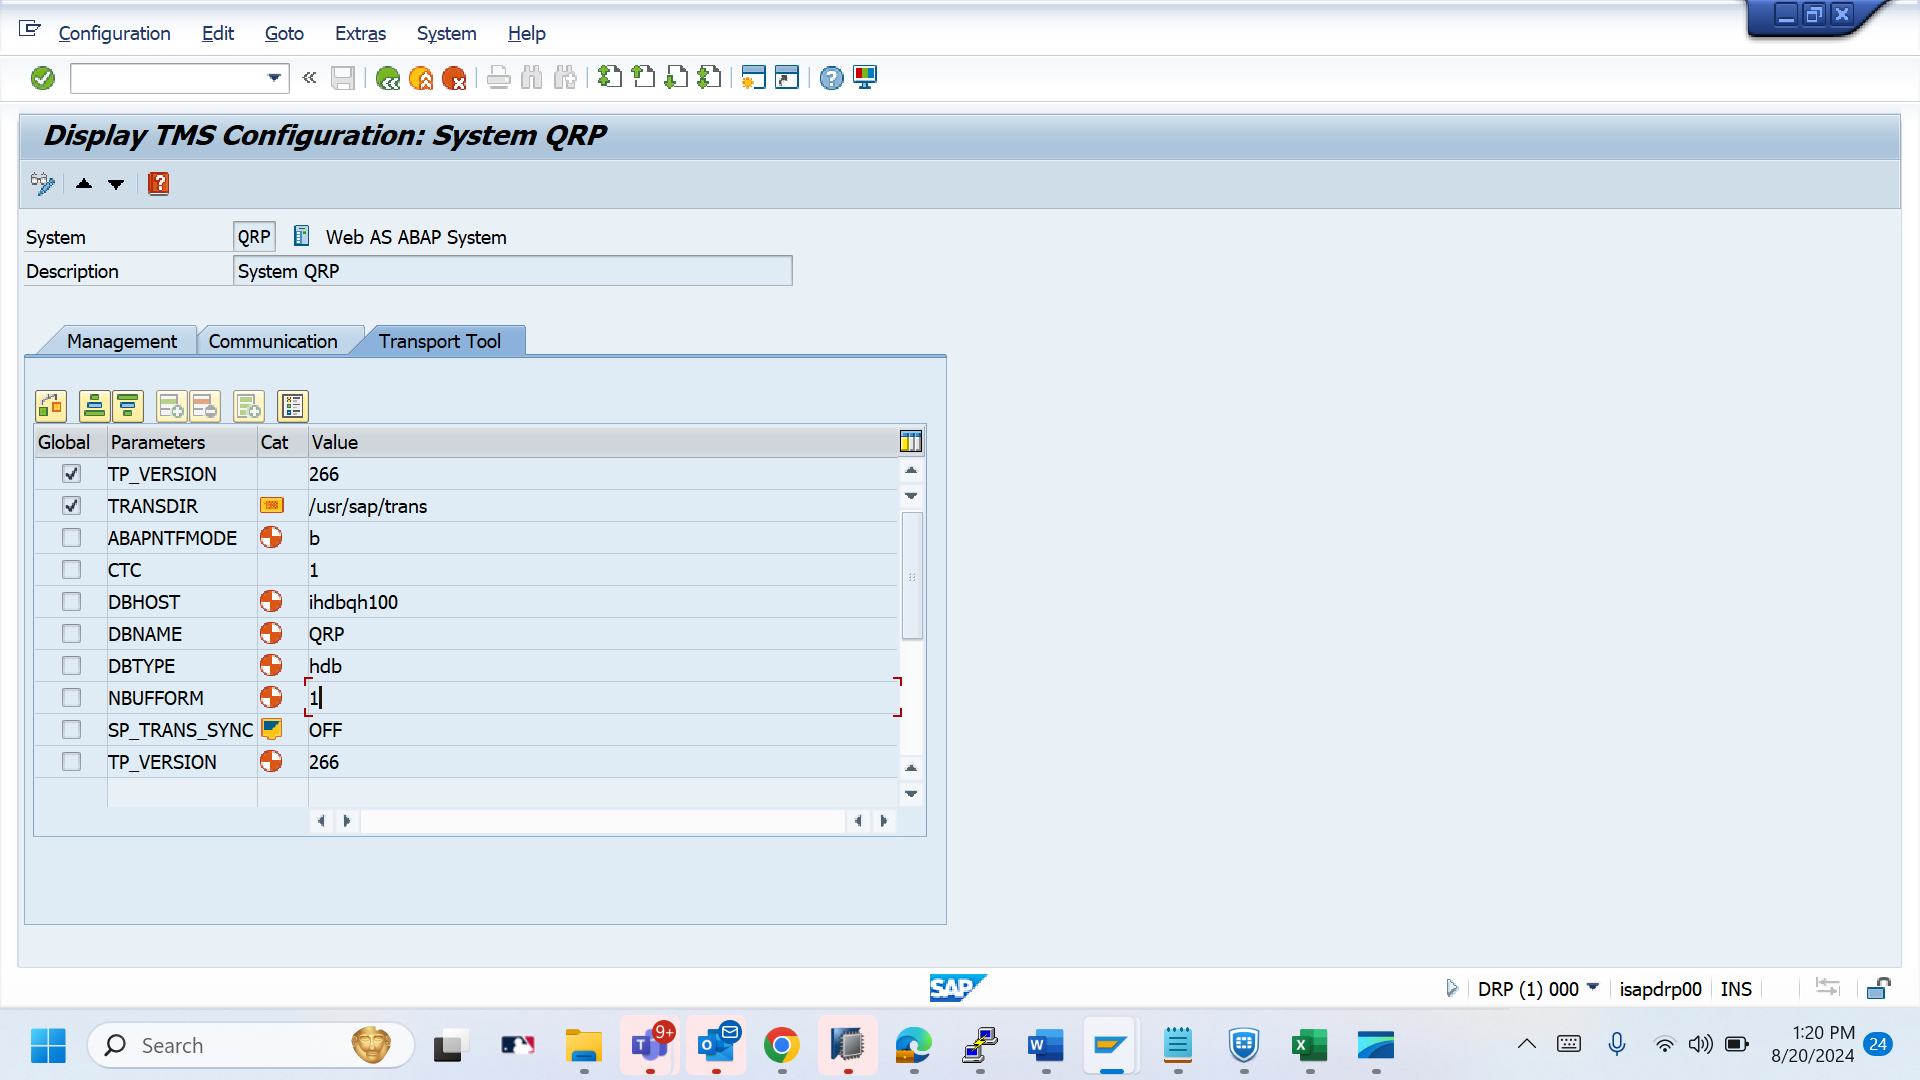 Configuration Edit Goto Extras System Help
Display TMS Configuration: System QRP
System QRP Web AS ABAP System
Description System QRP
Management Communication Transport Tool
Global Parameters Cat Value
TP_VERSION 266
TRANSDIR /usr/sap/trans
ABAPNTFMODE b
CTC 1
DBHOST ihdbqh100
DBNAME QRP
DBTYPE hdb
NBUFFORM 1
SP_TRANS_SYNC OFF
TP_VERSION 266
SAP DRP (1) 000 isapdrp00 INS
Search 9+ 1:20 PM
8/20/2024 24